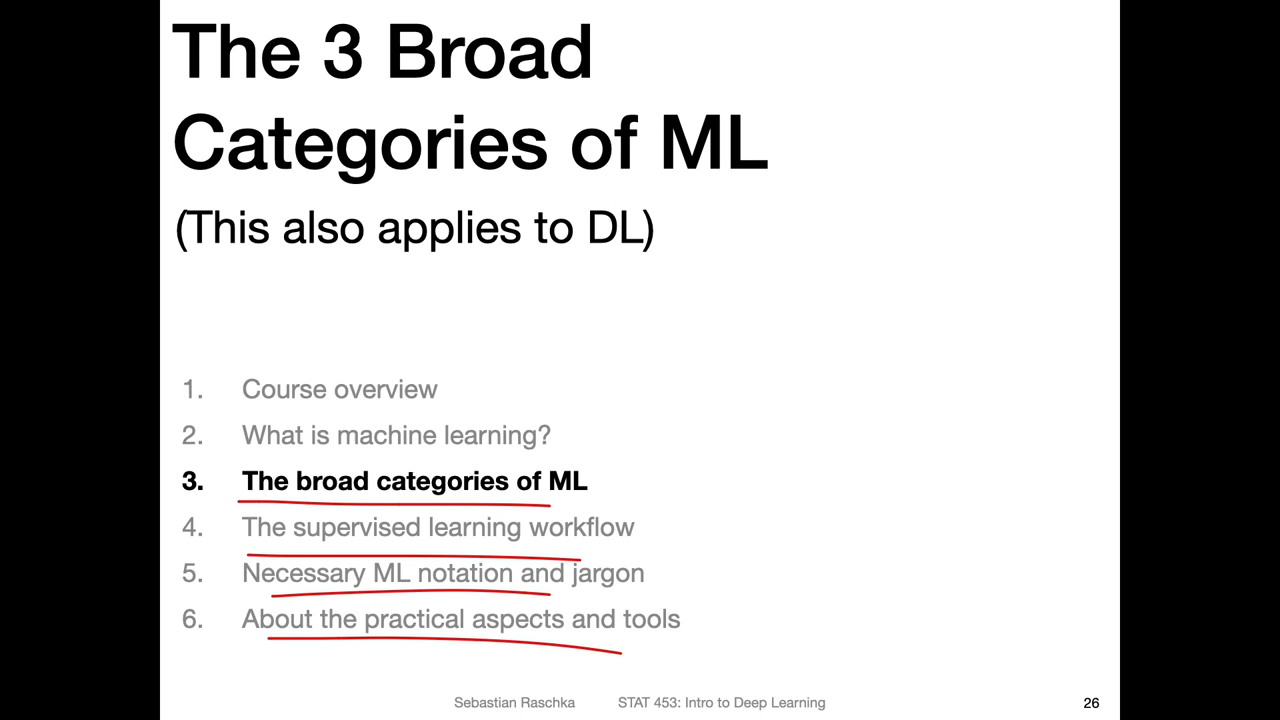 The 3 Broad
Categories of ML
(This also applies to DL)
1. Course overview
2. What is machine learning?
3. The broad categories of ML
4. The supervised learning workflow
5. Necessary ML notation and jargon
6. About the practical aspects and tools
Sebastian Raschka STAT 453: Intro to Deep Learning 26